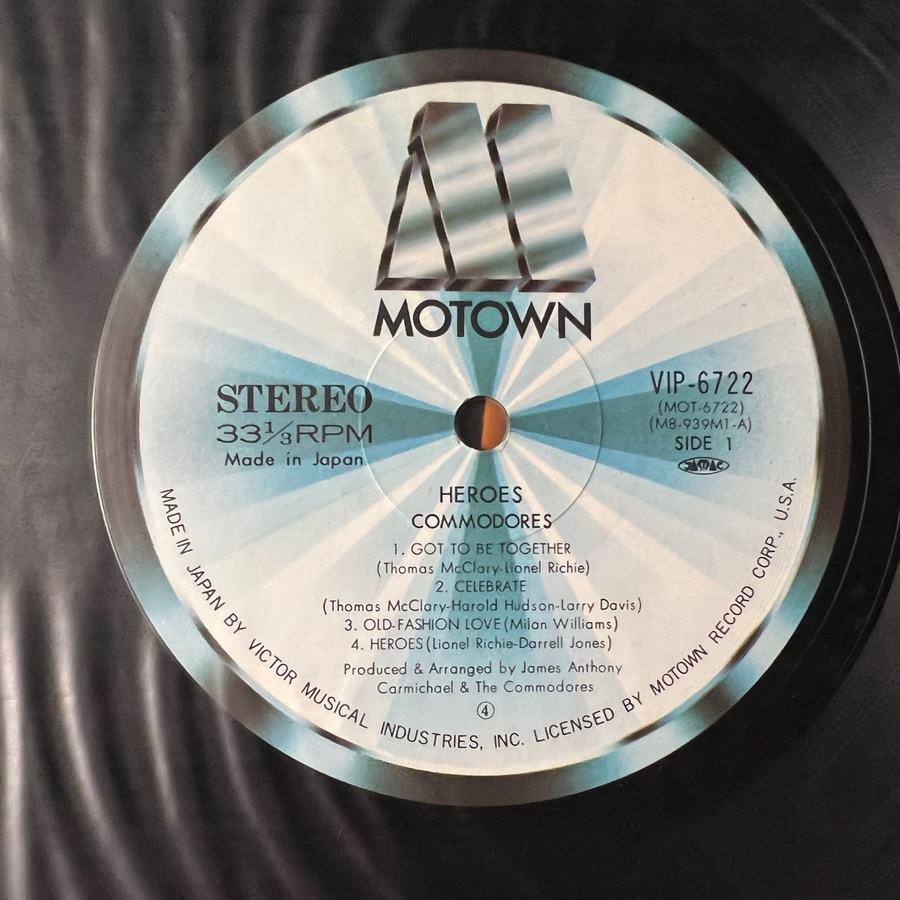 MOTOWN
STEREO
33⅓RPM
Made in Japan
VIP-6722
(MOT-6722)
(M8-939M1-A)
SIDE 1
JASRAC
HEROES
COMMODORES
1. GOT TO BE TOGETHER
(Thomas McClary-Lionel Richie)
2. CELEBRATE
(Thomas McClary-Harold Hudson-Larry Davis)
3. OLD-FASHION LOVE (Milan Williams)
4. HEROES (Lionel Richie-Darrell Jones)
Produced & Arranged by James Anthony
Carmichael & The Commodores
④
MADE IN JAPAN BY VICTOR MUSICAL INDUSTRIES, INC. LICENSED BY MOTOWN RECORD CORP., U.S.A.